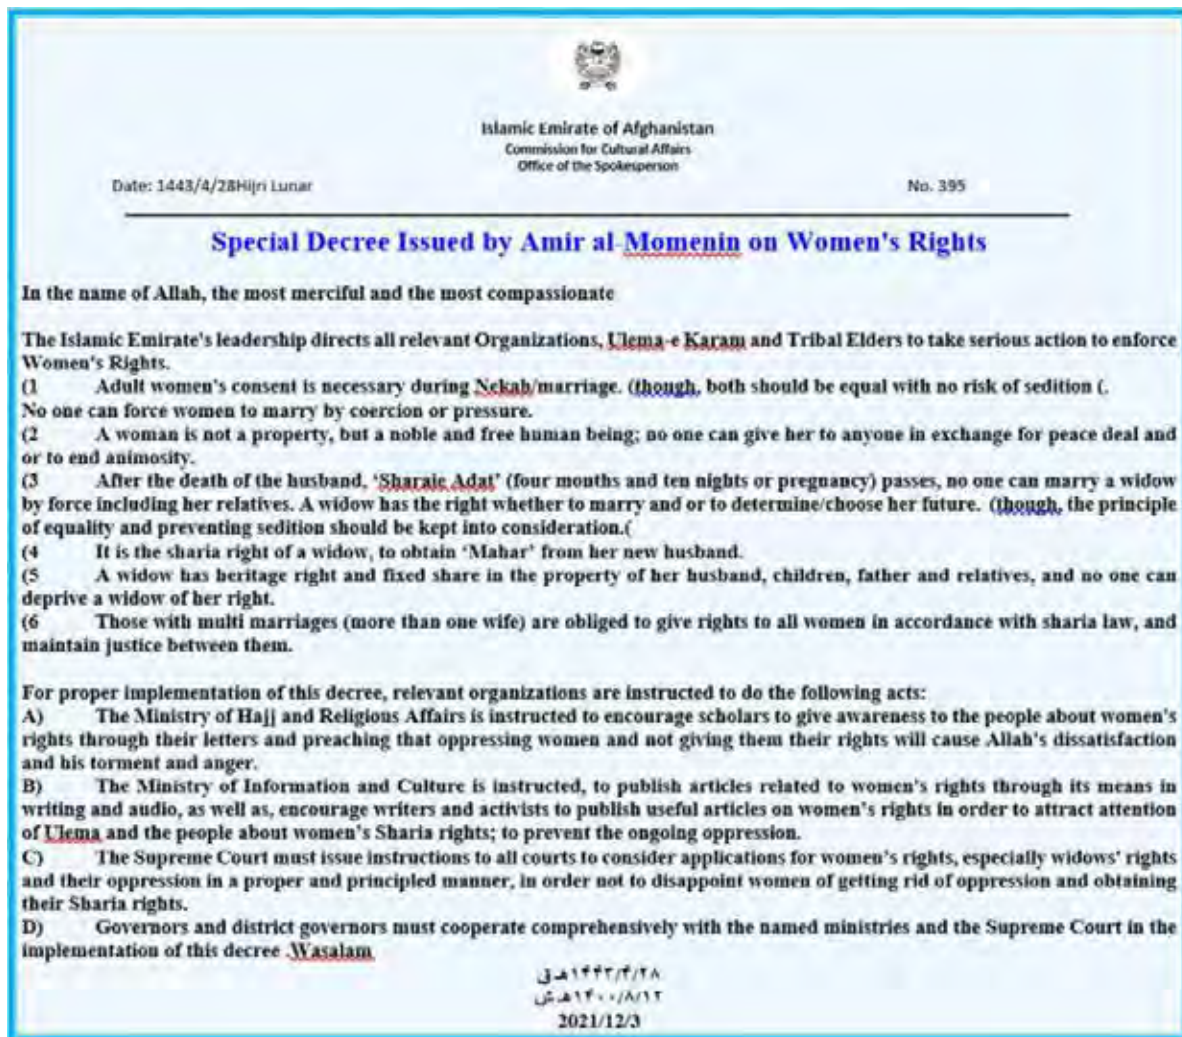 Islamic Emirate of Afghanistan
Commission for Cultural Affairs
Office of the Spokesperson
Date: 1443/4/28Hijri Lunar No. 395
Special Decree Issued by Amir al-Momenin on Women's Rights
In the name of Allah, the most merciful and the most compassionate
The Islamic Emirate's leadership directs all relevant Organizations, Ulema-e Karam and Tribal Elders to take serious action to enforce
Women's Rights.
(1 Adult women's consent is necessary during Nekah/marriage. (though, both should be equal with no risk of sedition (.
No one can force women to marry by coercion or pressure.
(2 A woman is not a property, but a noble and free human being; no one can give her to anyone in exchange for peace deal and
or to end animosity.
(3 After the death of the husband, ‘Sharaie Adat’ (four months and ten nights or pregnancy) passes, no one can marry a widow
by force including her relatives. A widow has the right whether to marry and or to determine/choose her future. (though, the principle
of equality and preventing sedition should be kept into consideration.(
(4 It is the sharia right of a widow, to obtain ‘Mahar’ from her new husband.
(5 A widow has heritage right and fixed share in the property of her husband, children, father and relatives, and no one can
deprive a widow of her right.
(6 Those with multi marriages (more than one wife) are obliged to give rights to all women in accordance with sharia law, and
maintain justice between them.
For proper implementation of this decree, relevant organizations are instructed to do the following acts:
A) The Ministry of Hajj and Religious Affairs is instructed to encourage scholars to give awareness to the people about women's
rights through their letters and preaching that oppressing women and not giving them their rights will cause Allah's dissatisfaction
and his torment and anger.
B) The Ministry of Information and Culture is instructed, to publish articles related to women's rights through its means in
writing and audio, as well as, encourage writers and activists to publish useful articles on women's rights in order to attract attention
of Ulema and the people about women's Sharia rights; to prevent the ongoing oppression.
C) The Supreme Court must issue instructions to all courts to consider applications for women's rights, especially widows' rights
and their oppression in a proper and principled manner, in order not to disappoint women of getting rid of oppression and obtaining
their Sharia rights.
D) Governors and district governors must cooperate comprehensively with the named ministries and the Supreme Court in the
implementation of this decree .Wasalam
۱۴۴۳/۴/۲۸هـ ق
۱۴۰۰/۸/۱۲هـ ش
2021/12/3